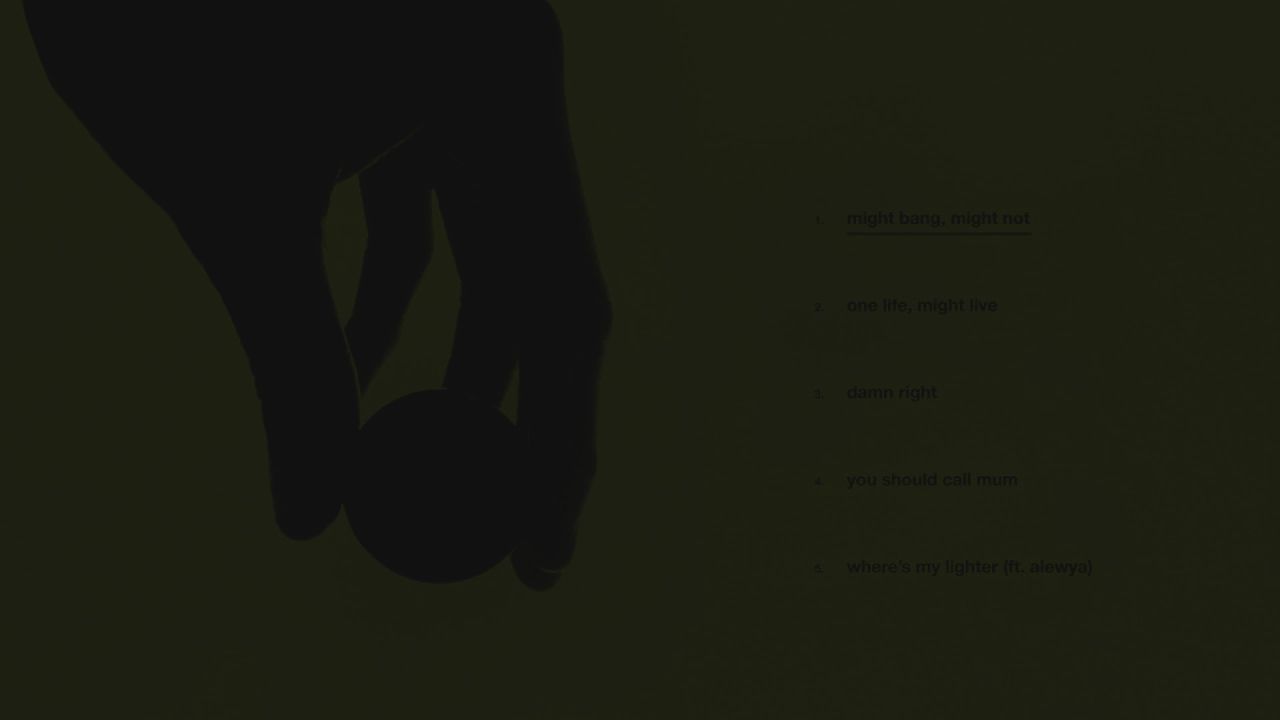 1. might bang, might not
2. one life, might live
3. damn right
4. you should call mum
5. where's my lighter (ft. alewya)